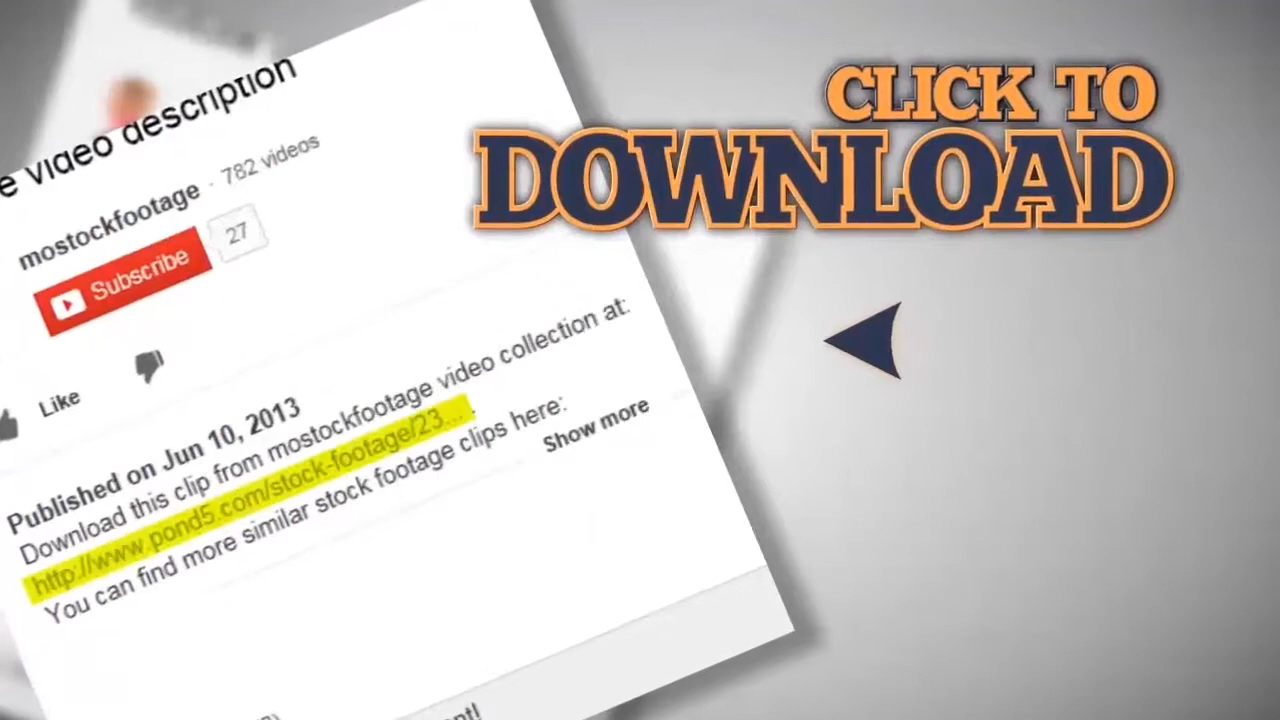 CLICK TO
DOWNLOAD
e video description
mostockfootage · 782 videos
Subscribe
27
Like
Published on Jun 10, 2013
Download this clip from mostockfootage video collection at:
http://www.pond5.com/stock-footage/23... .
You can find more similar stock footage clips here:
Show more